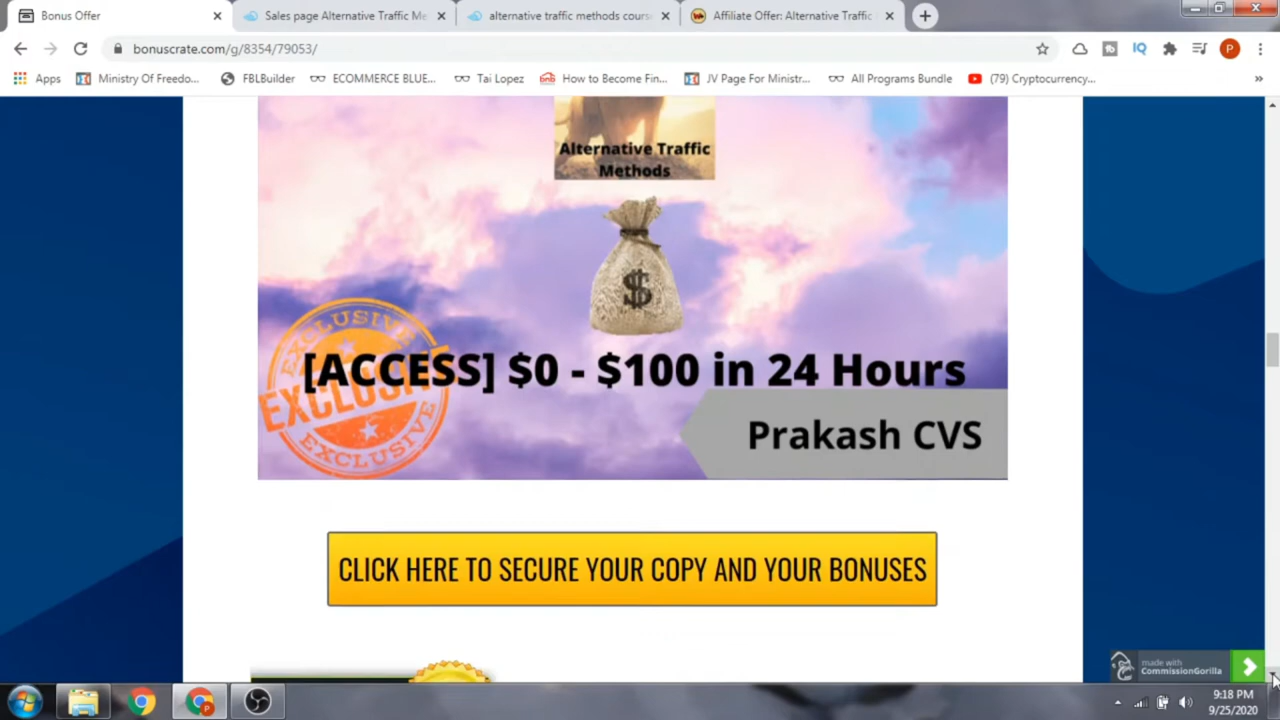 Bonus Offer
Sales page Alternative Traffic Me
alternative traffic methods cours
Affiliate Offer: Alternative Traffic
bonuscrate.com/g/8354/79053/
Apps
Ministry Of Freedo...
FBLBuilder
ECOMMERCE BLUE...
Tai Lopez
How to Become Fin...
JV Page For Ministr...
All Programs Bundle
(79) Cryptocurrency...
IQ
P
Alternative Traffic
Methods
$
[ACCESS] $0 - $100 in 24 Hours
EXCLUSIVE
EXCLUSIVE
EXCLUSIVE
Prakash CVS
CLICK HERE TO SECURE YOUR COPY AND YOUR BONUSES
made with
CommissionGorilla
9:18 PM
9/25/2020